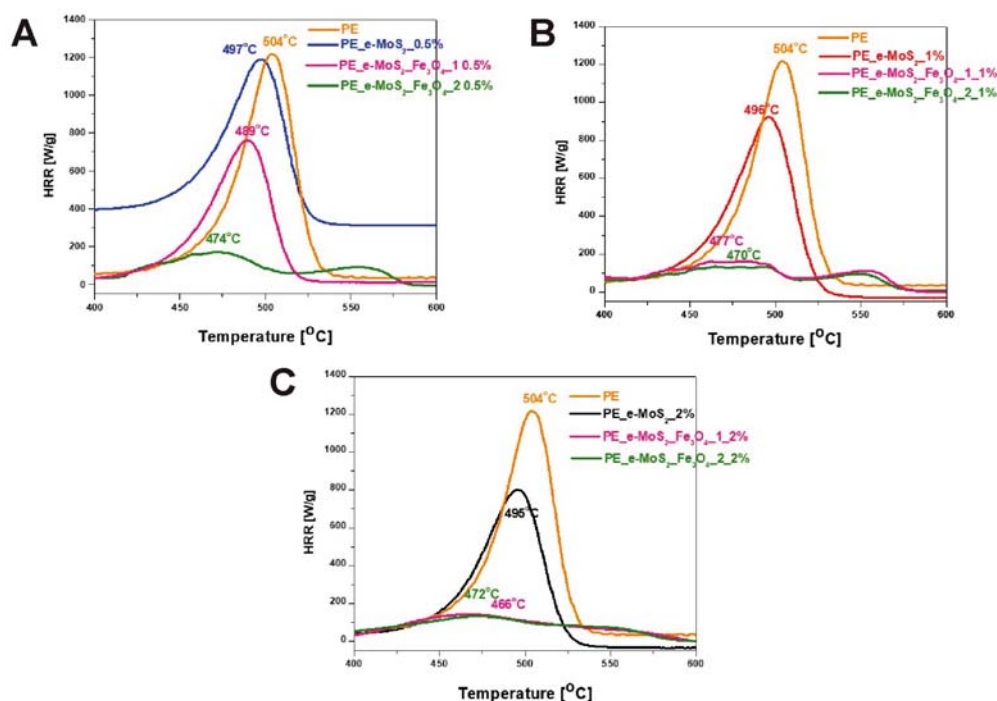 A
1400
1200
1000
800
600
400
200
0
HRR [W/g]
497°C
504°C
489°C
474°C
PE
PE_e-MoS₂_0.5%
PE_e-MoS₂_Fe₃O₄_1 0.5%
PE_e-MoS₂_Fe₃O₄_2 0.5%
400 450 500 550 600
Temperature [°C]
B
1400
1200
1000
800
600
400
200
0
HRR [W/g]
504°C
496°C
477°C
470°C
PE
PE_e-MoS₂_1%
PE_e-MoS₂_Fe₃O₄_1_1%
PE_e-MoS₂_Fe₃O₄_2_1%
400 450 500 550 600
Temperature [°C]
C
1400
1200
1000
800
600
400
200
0
HRR [W/g]
504°C
495°C
472°C
466°C
PE
PE_e-MoS₂_2%
PE_e-MoS₂_Fe₃O₄_1_2%
PE_e-MoS₂_Fe₃O₄_2_2%
400 450 500 550 600
Temperature [°C]